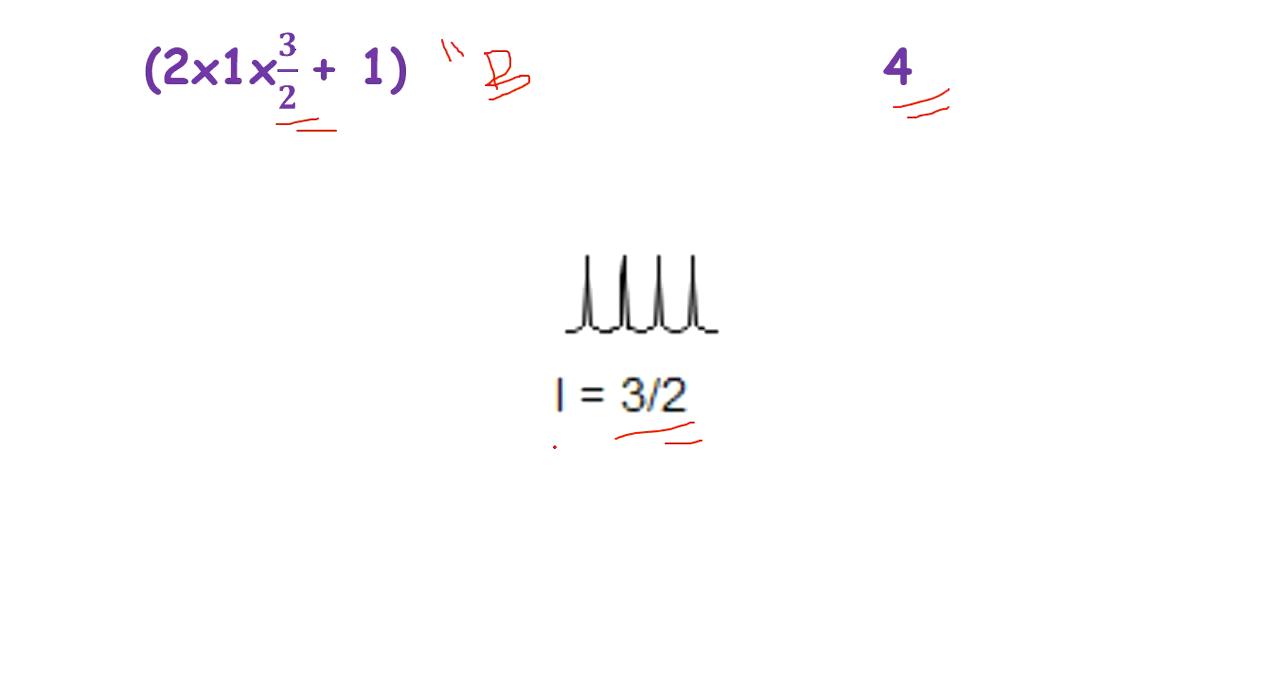 (2x1x3/2 + 1) " B 4
I = 3/2